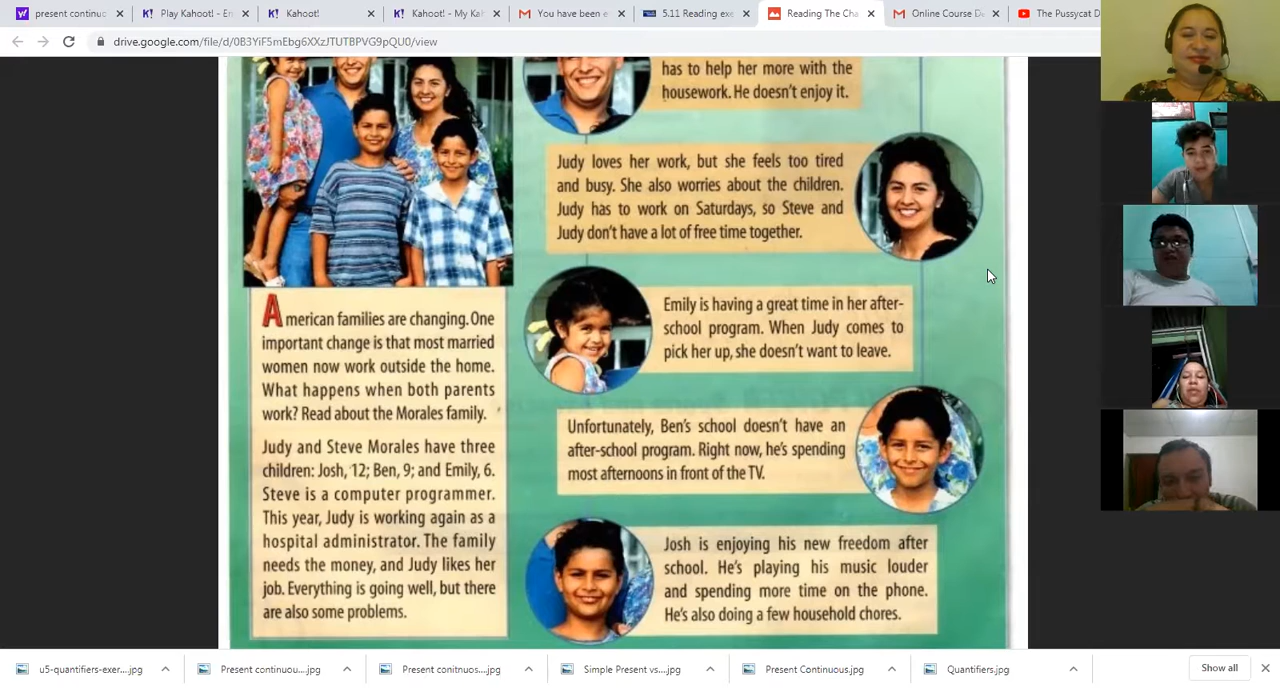 present continuo
Play Kahoot! - En
Kahoot!
Kahoot! - My Ka
You have been e
5.11 Reading exe
Reading The Cha
Online Course D
The Pussycat D
drive.google.com/file/d/0B3YiF5mEbg6XXzJTUTBPVG9pQU0/view
has to help her more with the
housework. He doesn't enjoy it.
Judy loves her work, but she feels too tired
and busy. She also worries about the children.
Judy has to work on Saturdays, so Steve and
Judy don't have a lot of free time together.
Emily is having a great time in her after-
school program. When Judy comes to
pick her up, she doesn't want to leave.
American families are changing. One
important change is that most married
women now work outside the home.
What happens when both parents
work? Read about the Morales family.
Judy and Steve Morales have three
children: Josh, 12; Ben, 9; and Emily, 6.
Steve is a computer programmer.
This year, Judy is working again as a
hospital administrator. The family
needs the money, and Judy likes her
job. Everything is going well, but there
are also some problems.
Unfortunately, Ben's school doesn't have an
after-school program. Right now, he's spending
most afternoons in front of the TV.
Josh is enjoying his new freedom after
school. He's playing his music louder
and spending more time on the phone.
He's also doing a few household chores.
u5-quantifiers-exer....jpg
Present continuou....jpg
Present continuos....jpg
Simple Present vs....jpg
Present Continuous.jpg
Quantifiers.jpg
Show all